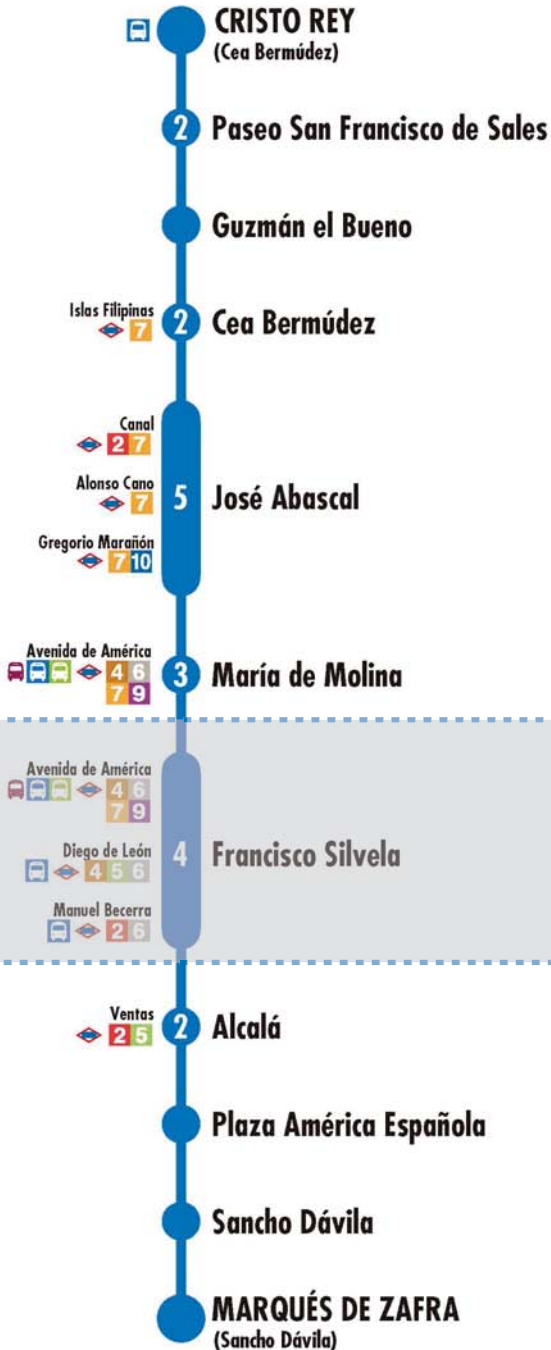 CRISTO REY
(Cea Bermúdez)
2 Paseo San Francisco de Sales
Guzmán el Bueno
Islas Filipinas
7
2 Cea Bermúdez
Canal
2 7
Alonso Cano
7
5 José Abascal
Gregorio Marañón
7 10
Avenida de América
4 6
7 9
3 María de Molina
Avenida de América
4 6
7 9
Diego de León
4 5 6
4 Francisco Silvela
Manuel Becerra
2 6
Ventas
2 5
2 Alcalá
Plaza América Española
Sancho Dávila
MARQUÉS DE ZAFRA
(Sancho Dávila)